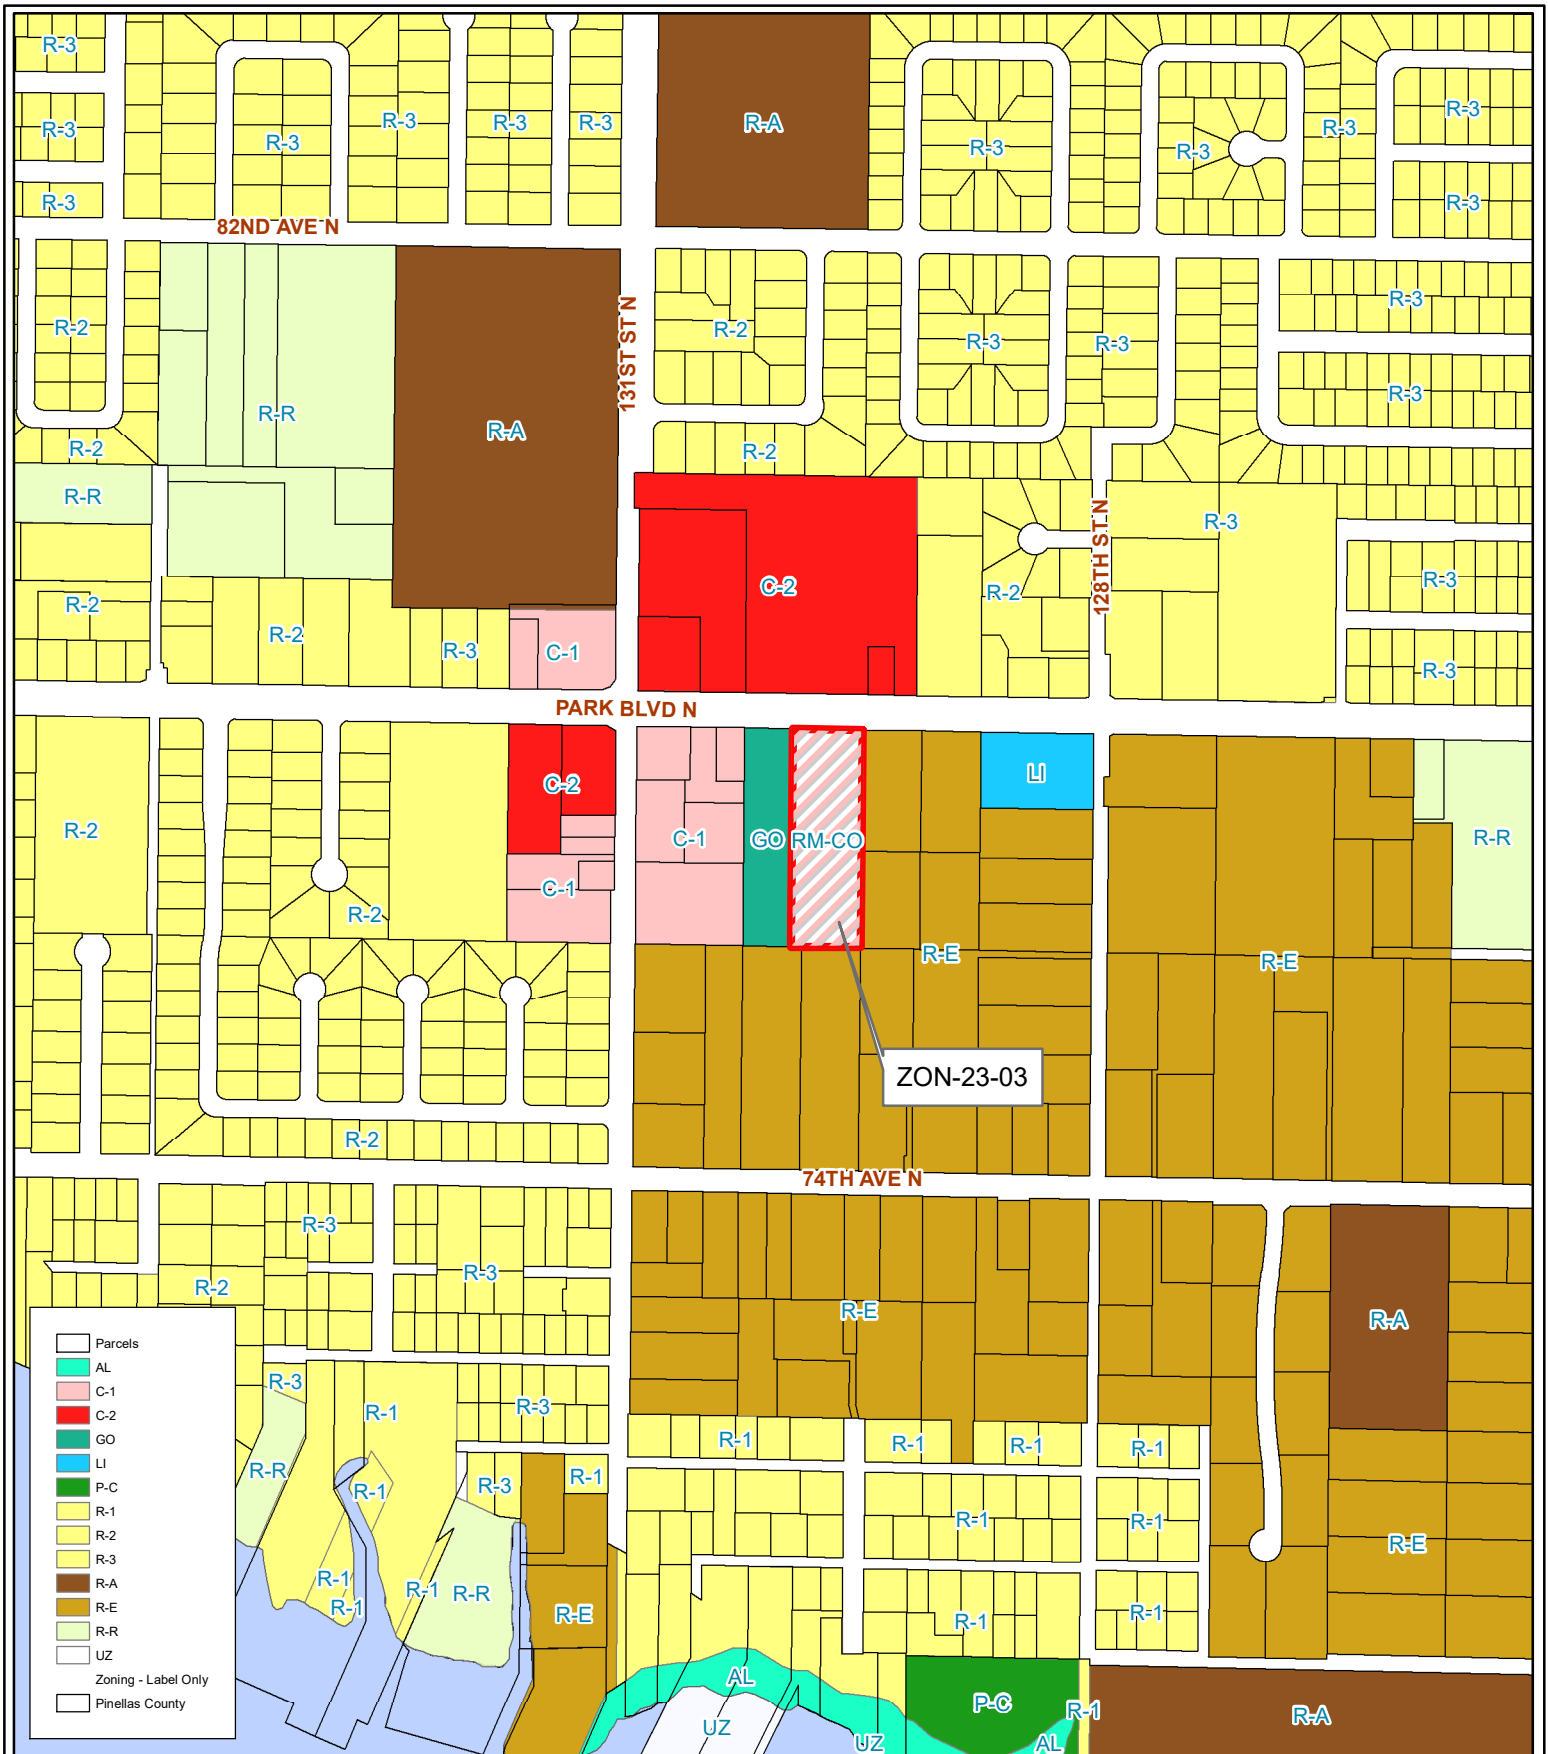 R-3
R-A
R-3
R-3
R-3
R-3
R-3
R-3
R-3
R-3
R-3
R-3
R-3
R-3
82ND AVE N
R-2
R-R
R-A
131ST ST N
R-2
R-3
R-3
R-3
R-3
R-2
R-2
R-R
C-2
R-2
128TH ST N
R-3
R-3
R-3
R-2
R-2
R-3
C-1
PARK BLVD N
R-2
C-2
C-1
GO
RM-CO
LI
R-R
C-1
R-2
R-E
R-E
ZON-23-03
R-2
74TH AVE N
R-3
R-3
R-2
R-E
R-A
R-3
R-1
R-3
R-1
R-1
R-1
R-1
R-R
R-1
R-3
R-1
R-1
R-1
R-E
R-1
R-1
R-1
R-R
R-E
R-1
R-1
AL
P-C
R-1
R-A
UZ
UZ
AL
Parcels
AL
C-1
C-2
GO
LI
P-C
R-1
R-2
R-3
R-A
R-E
R-R
UZ
Zoning - Label Only
Pinellas County